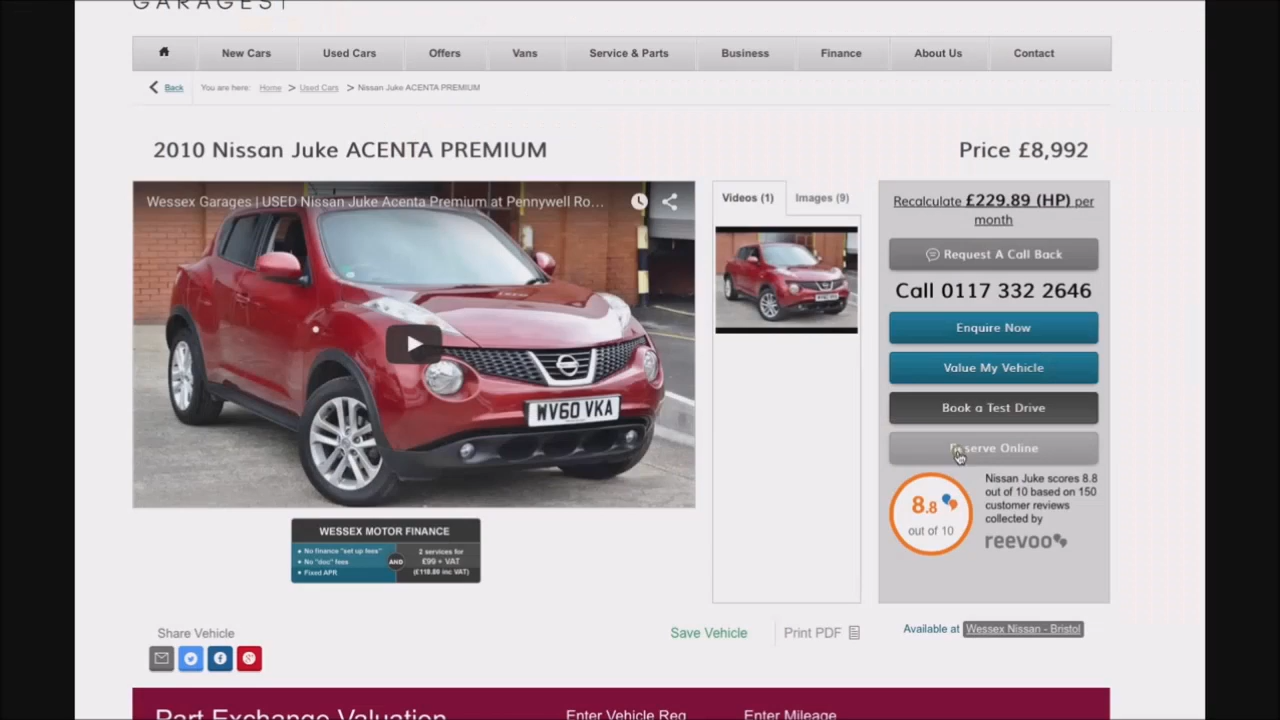 GARAGES
New Cars
Used Cars
Offers
Vans
Service & Parts
Business
Finance
About Us
Contact
Back
You are here: Home > Used Cars > Nissan Juke ACENTA PREMIUM
2010 Nissan Juke ACENTA PREMIUM
Price £8,992
Wessex Garages | USED Nissan Juke Acenta Premium at Pennywell Ro...
WV60 VKA
Videos (1)
Images (9)
Recalculate £229.89 (HP) per
month
Request A Call Back
Call 0117 332 2646
Enquire Now
Value My Vehicle
Book a Test Drive
Reserve Online
8.8
out of 10
Nissan Juke scores 8.8
out of 10 based on 150
customer reviews
collected by
reevoo
WESSEX MOTOR FINANCE
• No finance "set up fees"
• No "doc" fees
• Fixed APR
AND
2 services for
£99 + VAT
(£118.80 inc VAT)
Share Vehicle
Save Vehicle
Print PDF
Available at Wessex Nissan - Bristol
Part Exchange Valuation
Enter Vehicle Reg
Enter Mileage